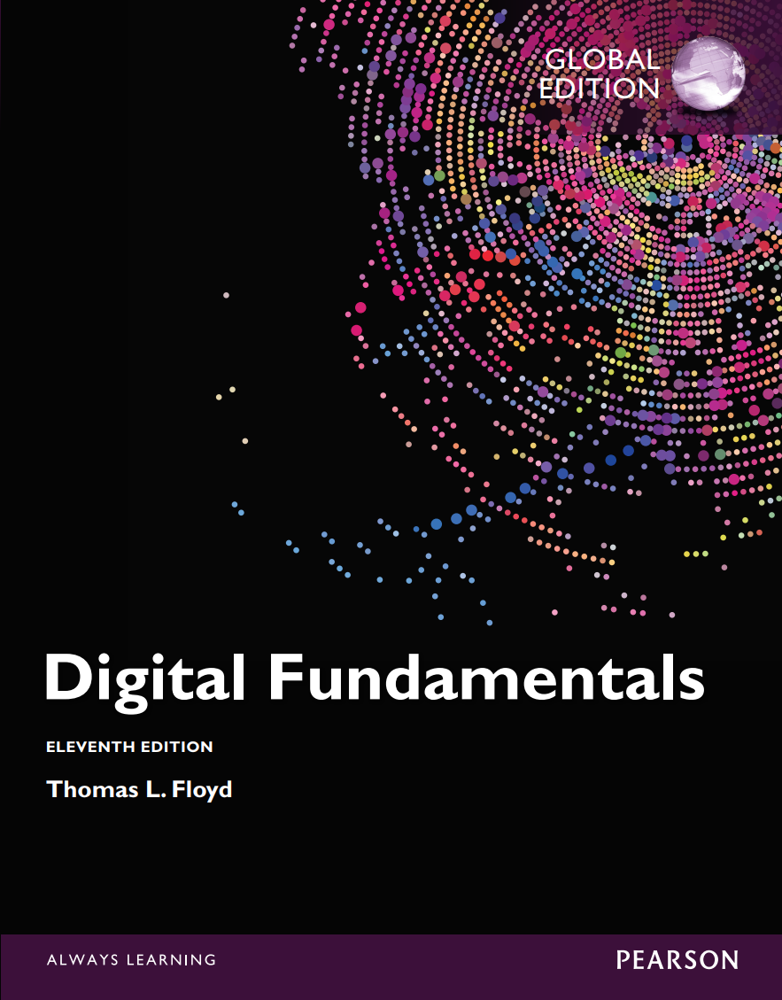 GLOBAL
EDITION
Digital Fundamentals
ELEVENTH EDITION
Thomas L. Floyd
ALWAYS LEARNING
PEARSON